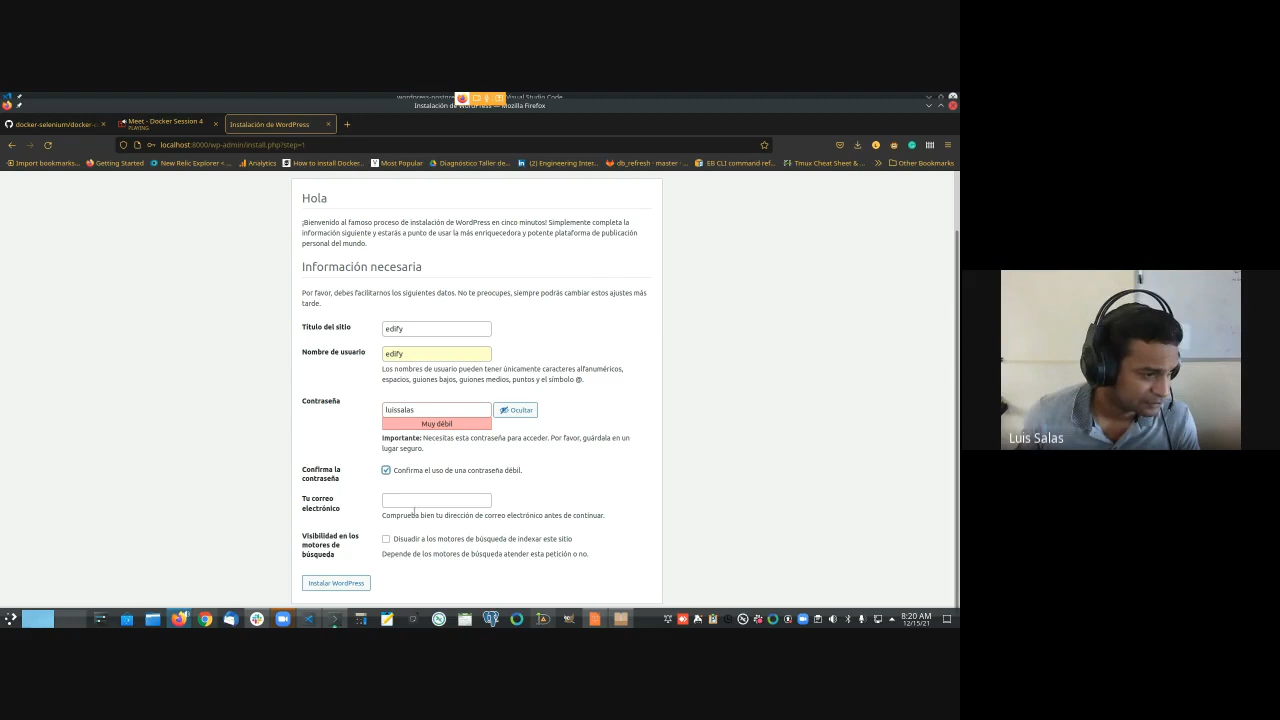 Visual Studio Code
Instalación de WordPress — Mozilla Firefox
docker-selenium/docker-c
Meet - Docker Session 4
PLAYING
Instalación de WordPress
localhost:8000/wp-admin/install.php?step=1
Import bookmarks...
Getting Started
New Relic Explorer <...
Analytics
How to install Docker...
Most Popular
Diagnóstico Taller de...
(2) Engineering Inter...
db_refresh · master · ...
EB CLI command ref...
Tmux Cheat Sheet & ...
Other Bookmarks
Hola
¡Bienvenido al famoso proceso de instalación de WordPress en cinco minutos! Simplemente completa la
información siguiente y estarás a punto de usar la más enriquecedora y potente plataforma de publicación
personal del mundo.
Información necesaria
Por favor, debes facilitarnos los siguientes datos. No te preocupes, siempre podrás cambiar estos ajustes más
tarde.
Título del sitio
edify
Nombre de usuario
edify
Los nombres de usuario pueden tener únicamente caracteres alfanuméricos,
espacios, guiones bajos, guiones medios, puntos y el símbolo @.
Contraseña
luissalas
Ocultar
Muy débil
Importante: Necesitas esta contraseña para acceder. Por favor, guárdala en un
lugar seguro.
Confirma la
contraseña
Confirma el uso de una contraseña débil.
Tu correo
electrónico
Comprueba bien tu dirección de correo electrónico antes de continuar.
Visibilidad en los
motores de
búsqueda
Disuadir a los motores de búsqueda de indexar este sitio
Depende de los motores de búsqueda atender esta petición o no.
Instalar WordPress
8:20 AM
12/15/21
Luis Salas